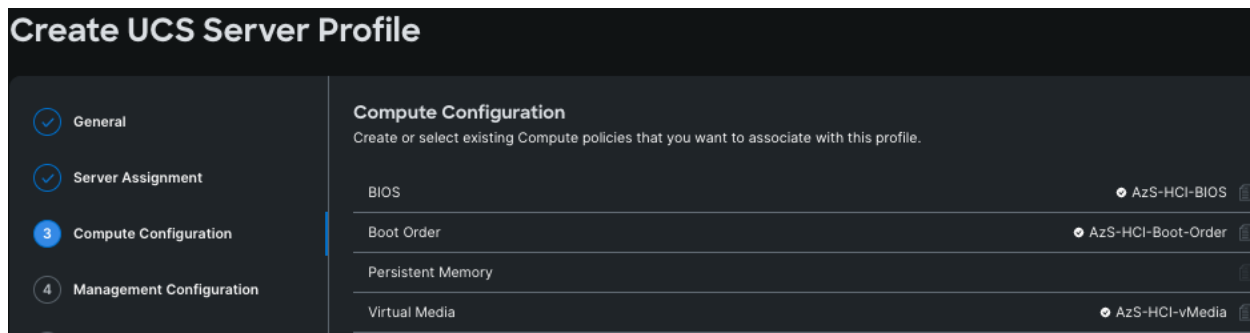 Create UCS Server Profile
General
Server Assignment
3 Compute Configuration
4 Management Configuration
Compute Configuration
Create or select existing Compute policies that you want to associate with this profile.
BIOS AzS-HCI-BIOS
Boot Order AzS-HCI-Boot-Order
Persistent Memory
Virtual Media AzS-HCI-vMedia